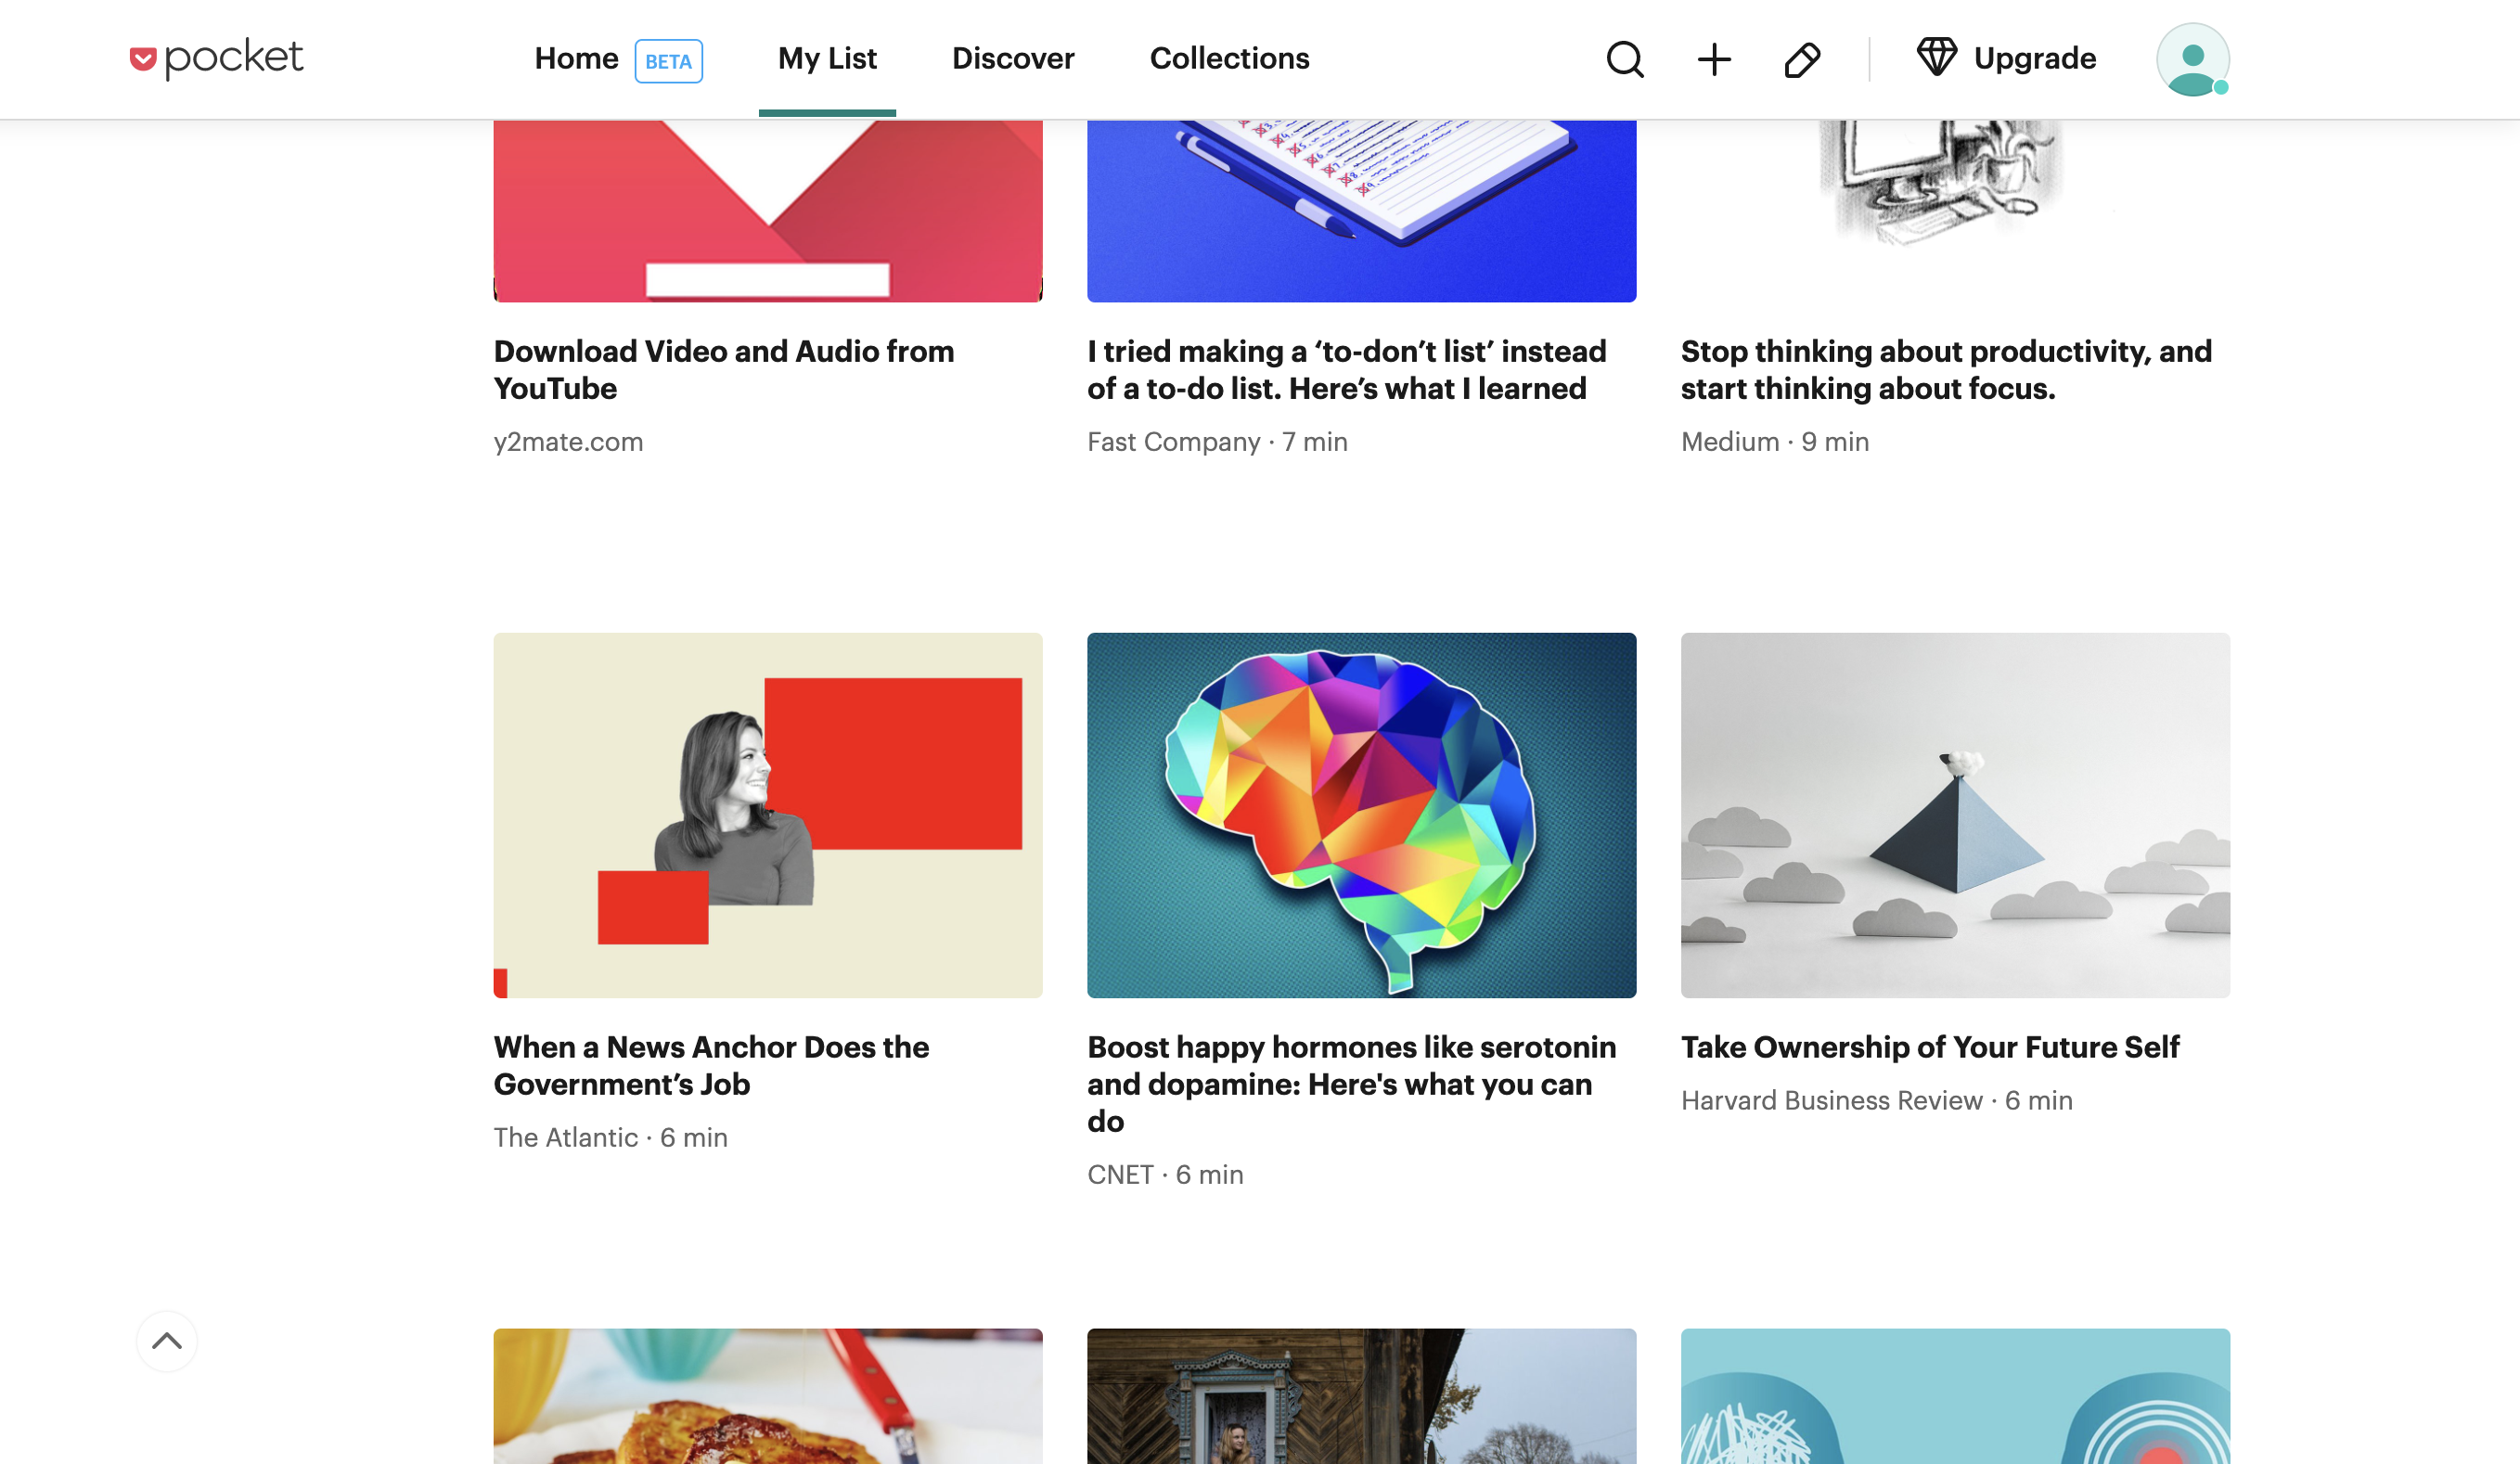 pocket
Home BETA My List Discover Collections Upgrade
Download Video and Audio from
YouTube
y2mate.com
I tried making a ‘to-don’t list’ instead
of a to-do list. Here’s what I learned
Fast Company · 7 min
Stop thinking about productivity, and
start thinking about focus.
Medium · 9 min
When a News Anchor Does the
Government’s Job
The Atlantic · 6 min
Boost happy hormones like serotonin
and dopamine: Here's what you can
do
CNET · 6 min
Take Ownership of Your Future Self
Harvard Business Review · 6 min